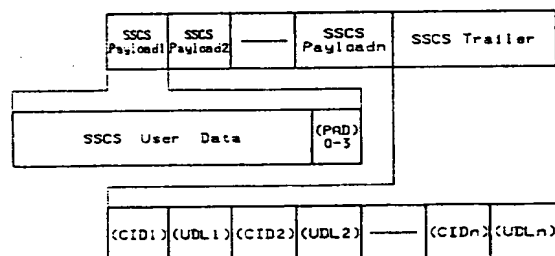 SSCS Payload1
SSCS Payload2
SSCS Payloadn
SSCS Trailer
SSCS User Data
(PAD) 0-3
(CID1) (UDL1) (CID2) (UDL2) (CIDn) (UDLn)